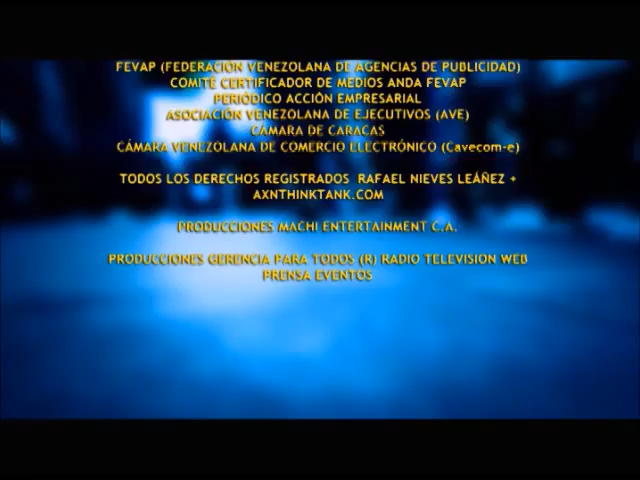 FEVAP (FEDERACIÓN VENEZOLANA DE AGENCIAS DE PUBLICIDAD)
COMITÉ CERTIFICADOR DE MEDIOS ANDA FEVAP
PERIÓDICO ACCIÓN EMPRESARIAL
ASOCIACIÓN VENEZOLANA DE EJECUTIVOS (AVE)
CÁMARA DE CARACAS
CÁMARA VENEZOLANA DE COMERCIO ELECTRÓNICO (Cavecom-e)
TODOS LOS DERECHOS REGISTRADOS RAFAEL NIEVES LEÁÑEZ +
AXNTHINKTANK.COM
PRODUCCIONES MACHI ENTERTAINMENT C.A.
PRODUCCIONES GERENCIA PARA TODOS (R) RADIO TELEVISION WEB
PRENSA EVENTOS